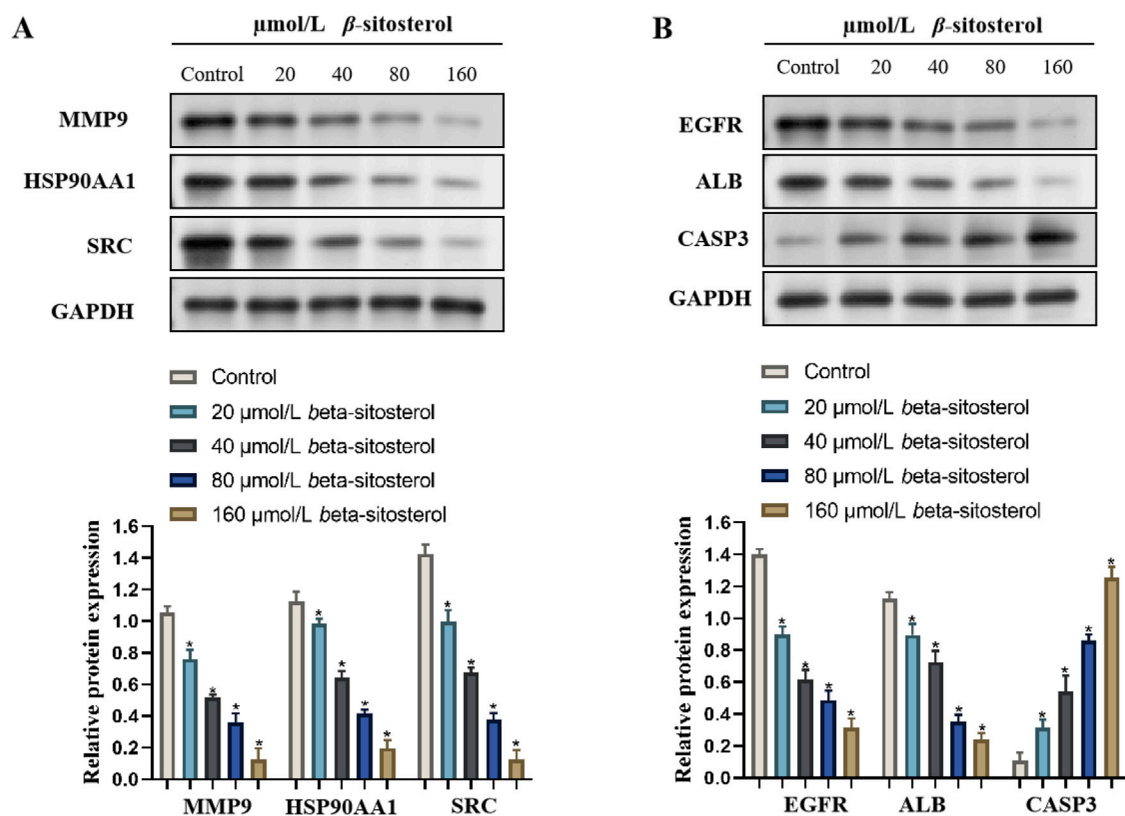 A
µmol/L β-sitosterol
Control 20 40 80 160
MMP9
HSP90AA1
SRC
GAPDH
Control
20 µmol/L beta-sitosterol
40 µmol/L beta-sitosterol
80 µmol/L beta-sitosterol
160 µmol/L beta-sitosterol
Relative protein expression
1.6
1.4
1.2
1.0
0.8
0.6
0.4
0.2
0.0
* * * *
* * * *
* * * *
MMP9 HSP90AA1 SRC
B
µmol/L β-sitosterol
Control 20 40 80 160
EGFR
ALB
CASP3
GAPDH
Control
20 µmol/L beta-sitosterol
40 µmol/L beta-sitosterol
80 µmol/L beta-sitosterol
160 µmol/L beta-sitosterol
Relative protein expression
1.6
1.4
1.2
1.0
0.8
0.6
0.4
0.2
0.0
* * * *
* * * *
* * * *
EGFR ALB CASP3